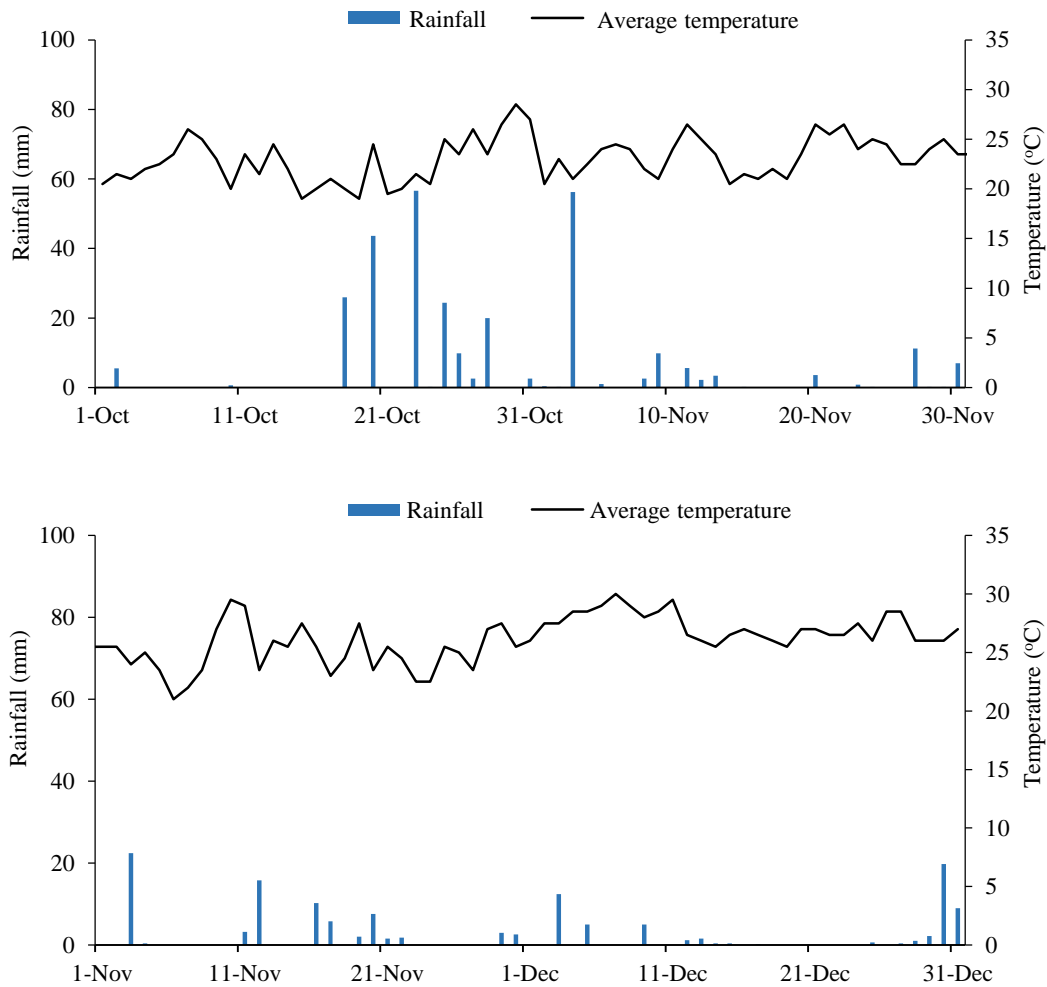 Rainfall Average temperature
100 35
30
80
25
60 20
15
40
10
20
5
0 0
Rainfall (mm)
Temperature (°C)
1-Oct 11-Oct 21-Oct 31-Oct 10-Nov 20-Nov 30-Nov
Rainfall Average temperature
100 35
30
80
25
60 20
15
40
10
20
5
0 0
Rainfall (mm)
Temperature (°C)
1-Nov 11-Nov 21-Nov 1-Dec 11-Dec 21-Dec 31-Dec